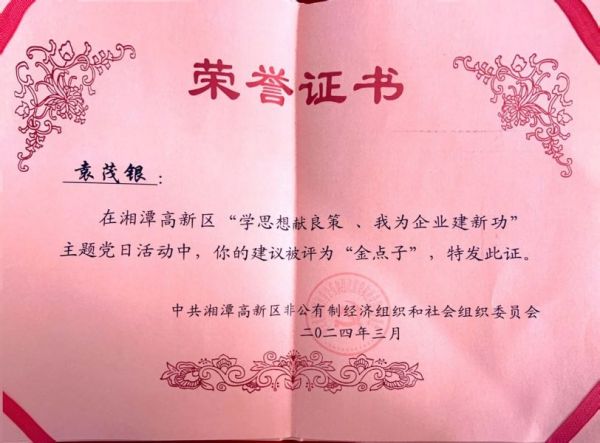 荣誉证书
袁茂银：
在湘潭高新区“学思想献良策、我为企业建新功”
主题党日活动中，你的建议被评为“金点子”，特发此证。
中共湘潭高新区非公有制经济组织和社会组织委员会
二〇二四年三月